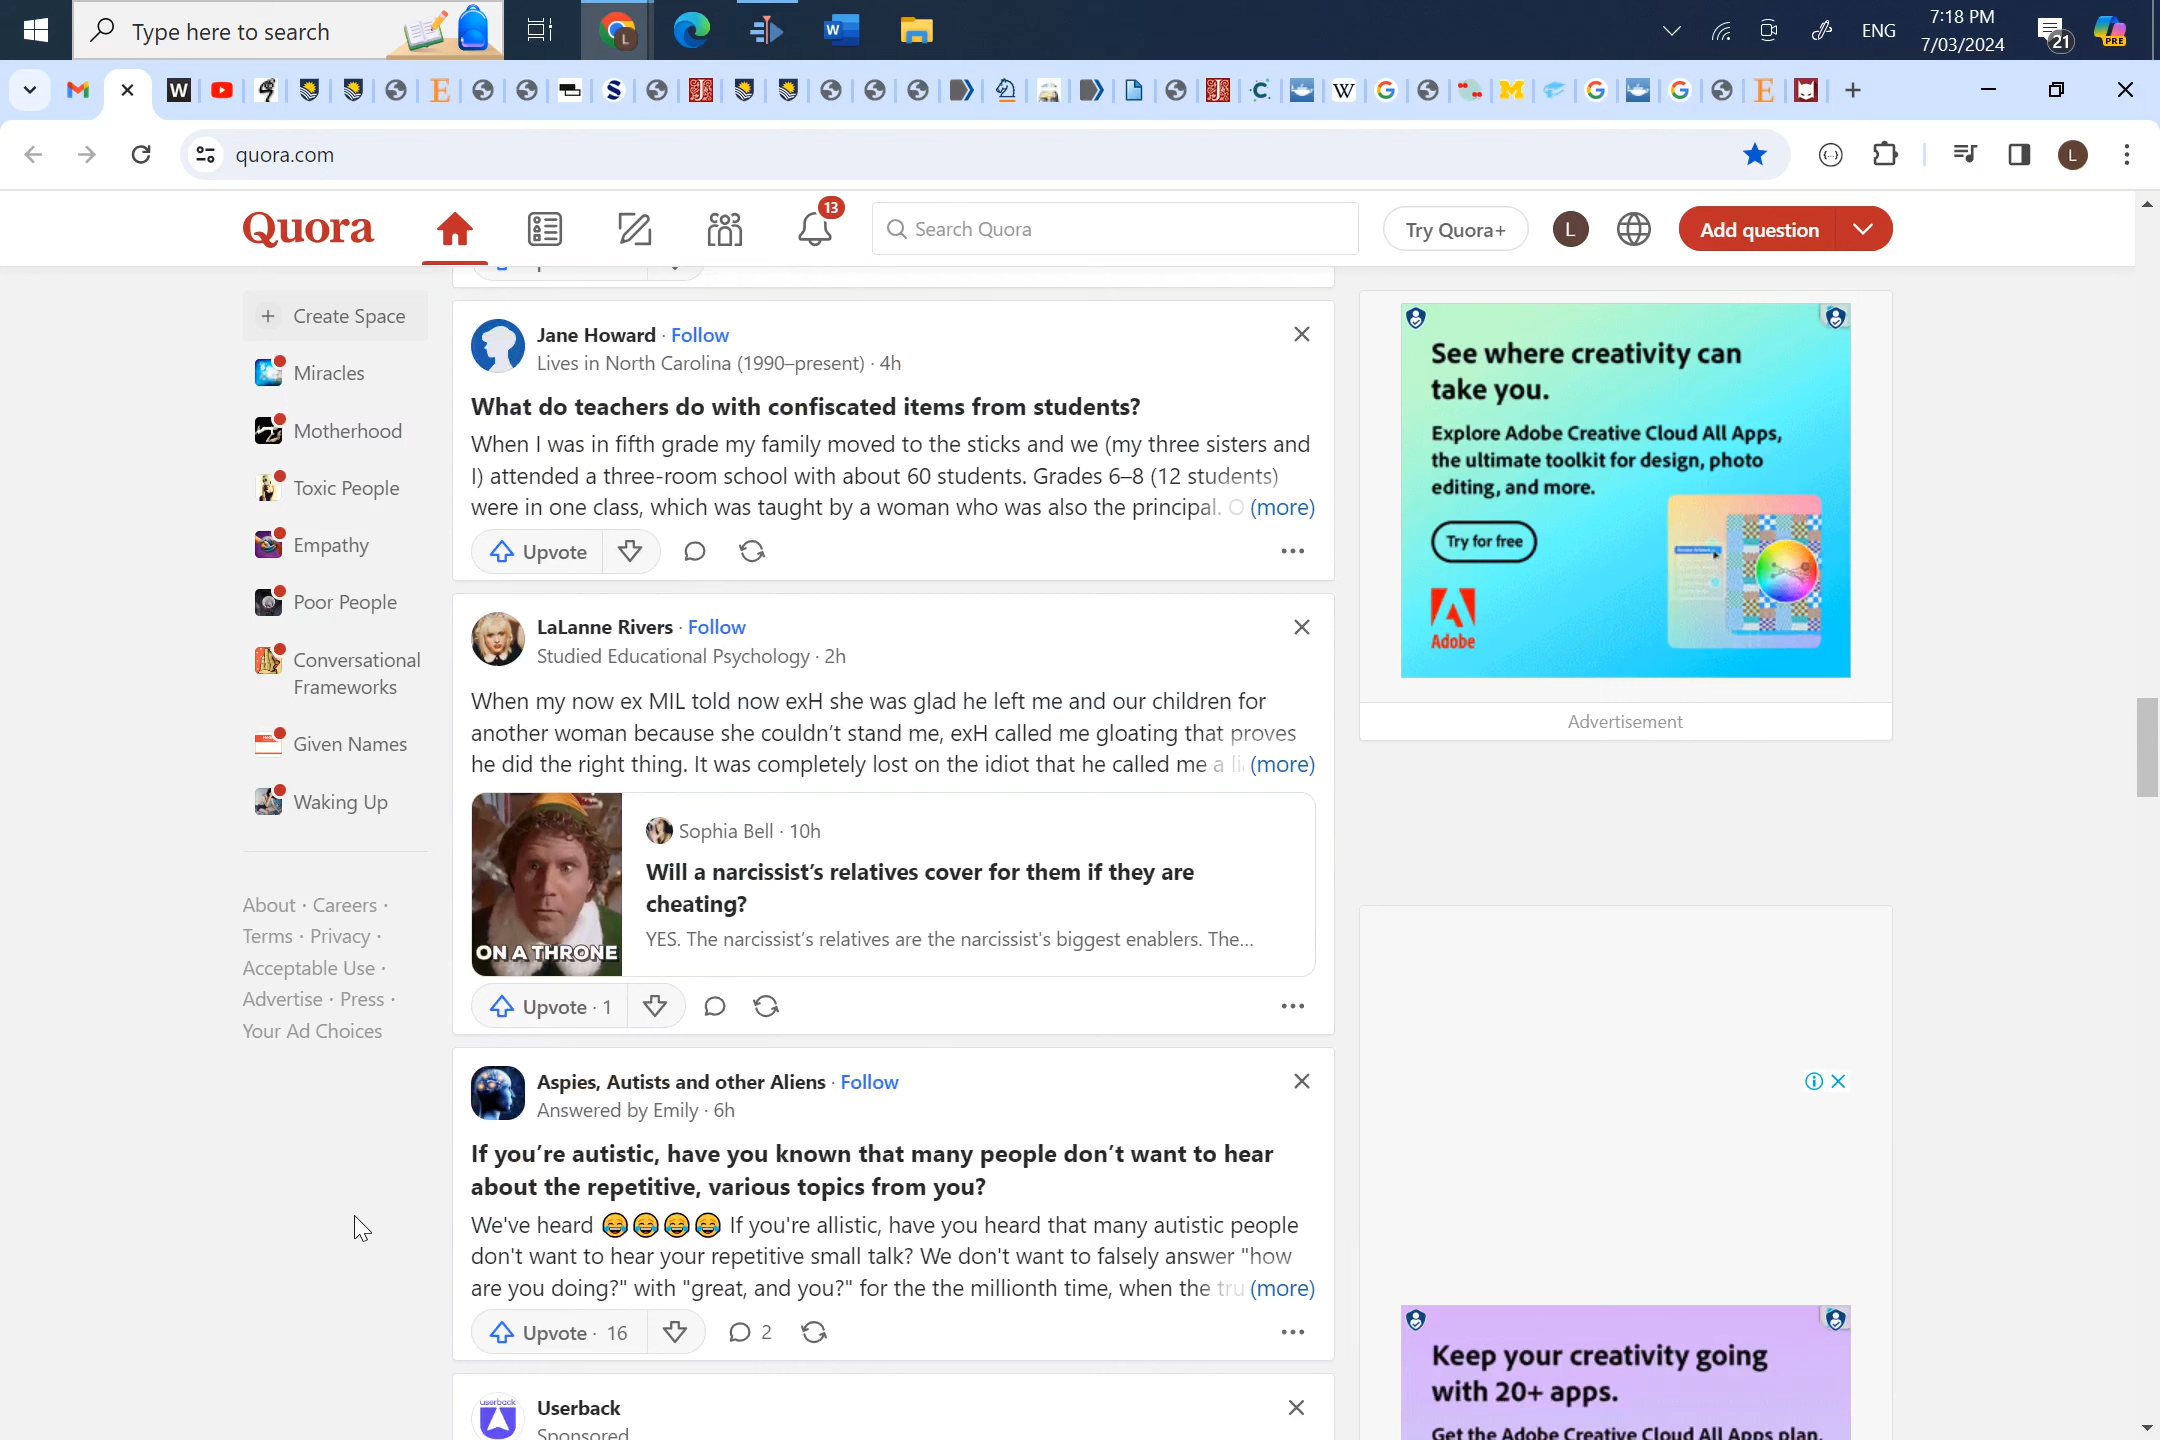 Type here to search
ENG
7:18 PM
7/03/2024
21
PRE
L
W
quora.com
L
Quora
13
Search Quora
Try Quora+
L
Add question
Create Space
Miracles
Motherhood
Toxic People
Empathy
Poor People
Conversational
Frameworks
Given Names
Waking Up
About · Careers ·
Terms · Privacy ·
Acceptable Use ·
Advertise · Press ·
Your Ad Choices
Jane Howard · Follow
Lives in North Carolina (1990–present) · 4h
What do teachers do with confiscated items from students?
When I was in fifth grade my family moved to the sticks and we (my three sisters and
I) attended a three-room school with about 60 students. Grades 6–8 (12 students)
were in one class, which was taught by a woman who was also the principal. O (more)
Upvote
LaLanne Rivers · Follow
Studied Educational Psychology · 2h
When my now ex MIL told now exH she was glad he left me and our children for
another woman because she couldn’t stand me, exH called me gloating that proves
he did the right thing. It was completely lost on the idiot that he called me a li (more)
ON A THRONE
Sophia Bell · 10h
Will a narcissist’s relatives cover for them if they are
cheating?
YES. The narcissist’s relatives are the narcissist's biggest enablers. The...
Upvote · 1
Aspies, Autists and other Aliens · Follow
Answered by Emily · 6h
If you’re autistic, have you known that many people don’t want to hear
about the repetitive, various topics from you?
We've heard 😂😂😂😂 If you're allistic, have you heard that many autistic people
don't want to hear your repetitive small talk? We don't want to falsely answer "how
are you doing?" with "great, and you?" for the the millionth time, when the tru (more)
Upvote · 16
2
userback
Userback
Sponsored
See where creativity can
take you.
Explore Adobe Creative Cloud All Apps,
the ultimate toolkit for design, photo
editing, and more.
Try for free
Adobe
Advertisement
Keep your creativity going
with 20+ apps.
Get the Adobe Creative Cloud All Apps plan.